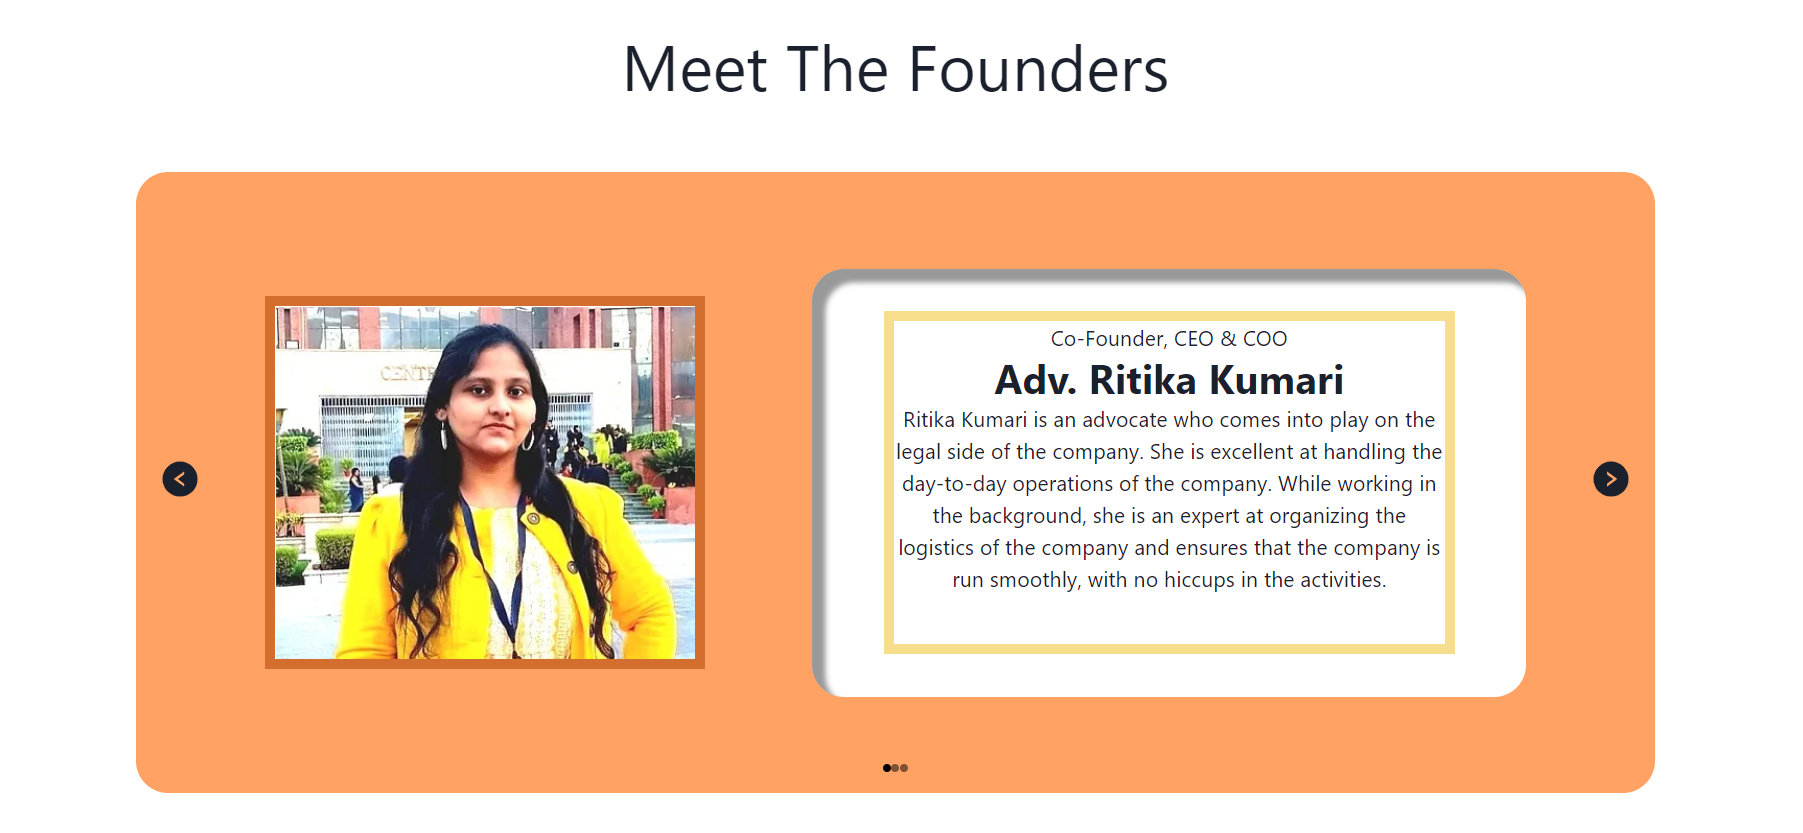 Meet The Founders
CENTR
Co-Founder, CEO & COO
Adv. Ritika Kumari
Ritika Kumari is an advocate who comes into play on the
legal side of the company. She is excellent at handling the
day-to-day operations of the company. While working in
the background, she is an expert at organizing the
logistics of the company and ensures that the company is
run smoothly, with no hiccups in the activities.